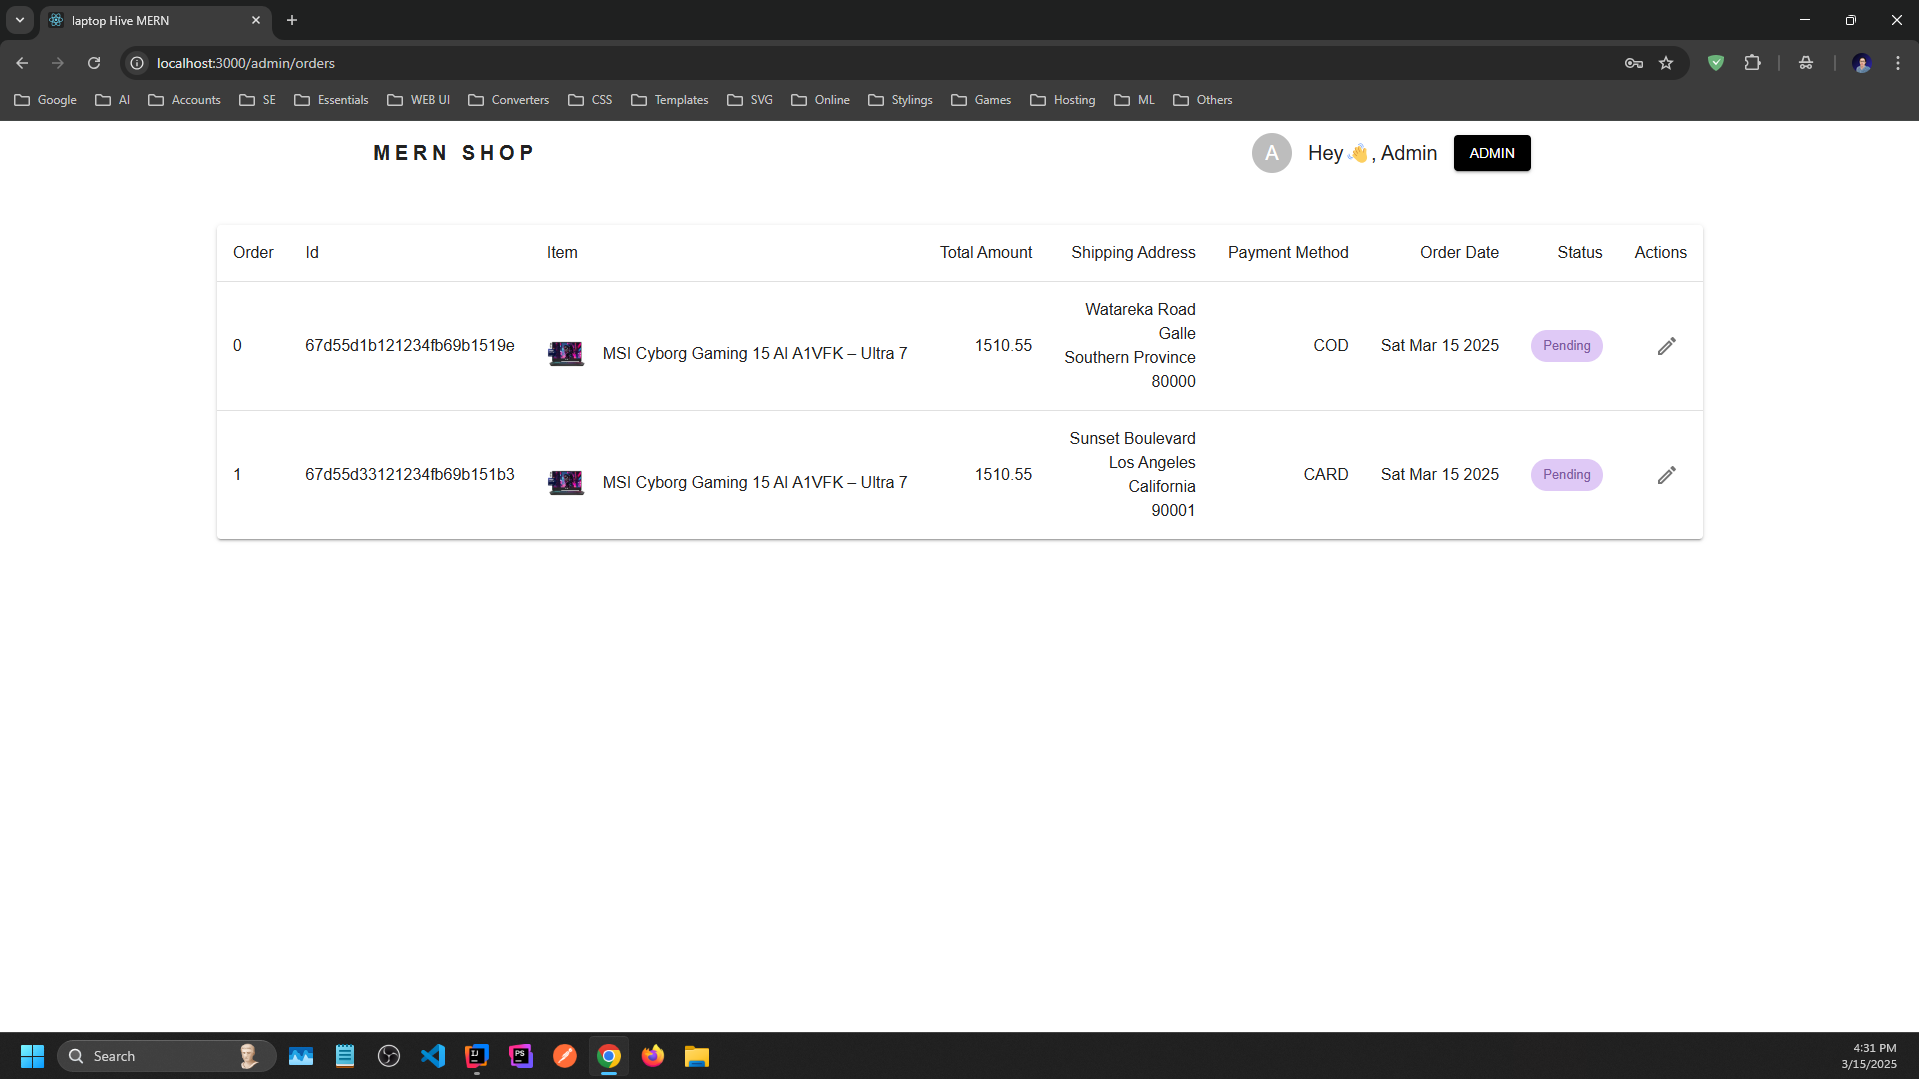 laptop Hive MERN
localhost:3000/admin/orders
Google AI Accounts SE Essentials WEB UI Converters CSS Templates SVG Online Stylings Games Hosting ML Others
MERN SHOP
A Hey👋, Admin ADMIN
Order Id Item Total Amount Shipping Address Payment Method Order Date Status Actions
0 67d55d1b121234fb69b1519e MSI Cyborg Gaming 15 AI A1VFK – Ultra 7 1510.55 Watareka Road
Galle
Southern Province
80000
COD Sat Mar 15 2025 Pending
1 67d55d33121234fb69b151b3 MSI Cyborg Gaming 15 AI A1VFK – Ultra 7 1510.55 Sunset Boulevard
Los Angeles
California
90001
CARD Sat Mar 15 2025 Pending
Search
IJ
PS
4:31 PM
3/15/2025